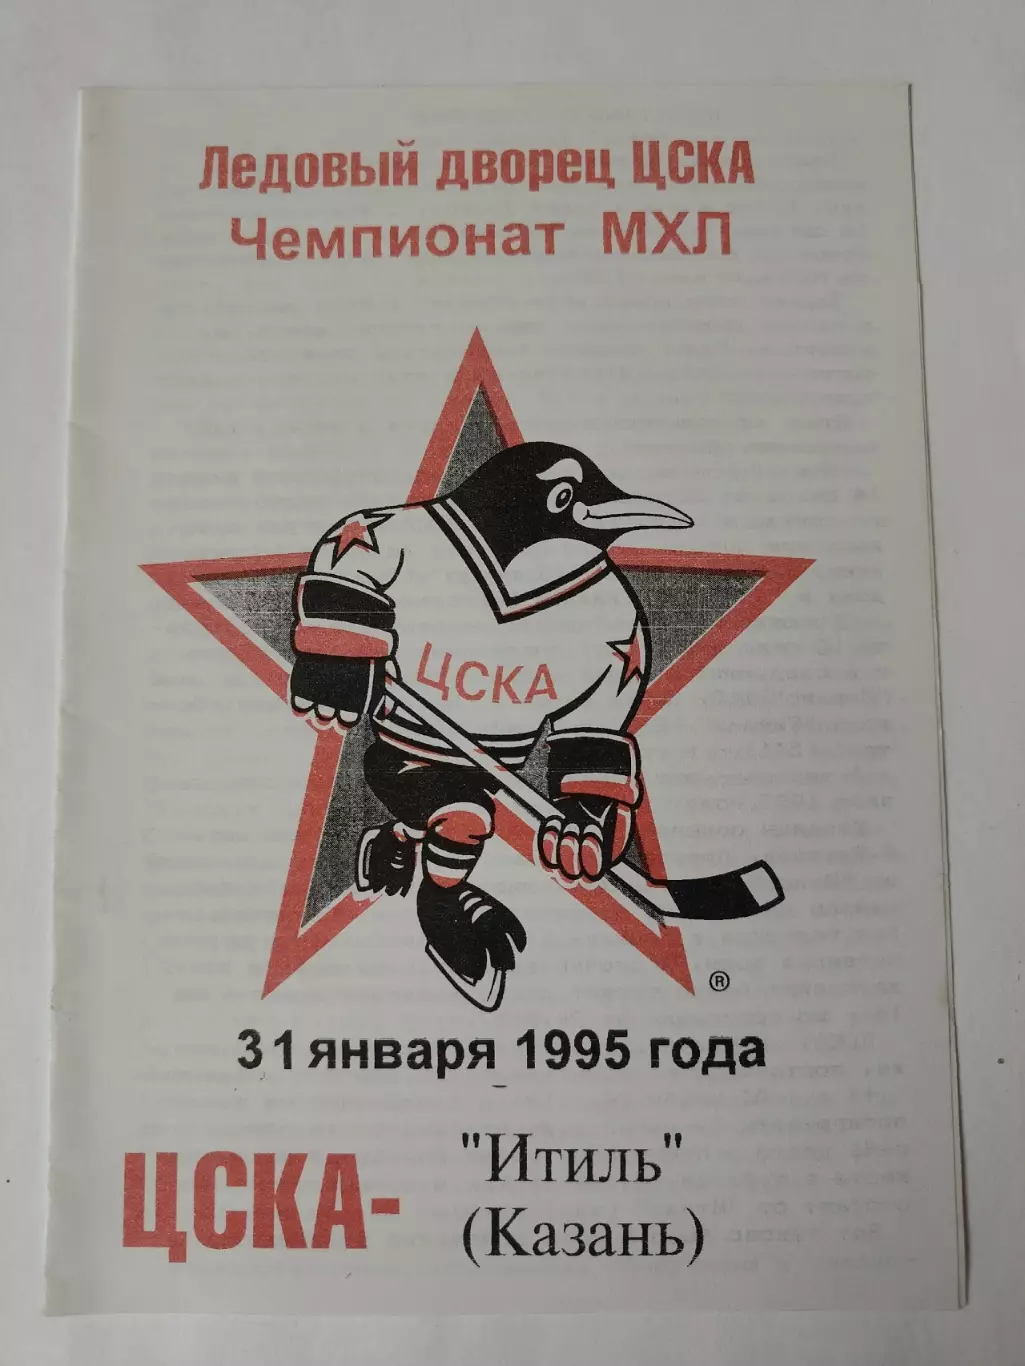 Ледовый дворец ЦСКА
Чемпионат МХЛ
ЦСКА
®
31 января 1995 года
ЦСКА- "Итиль"
(Казань)